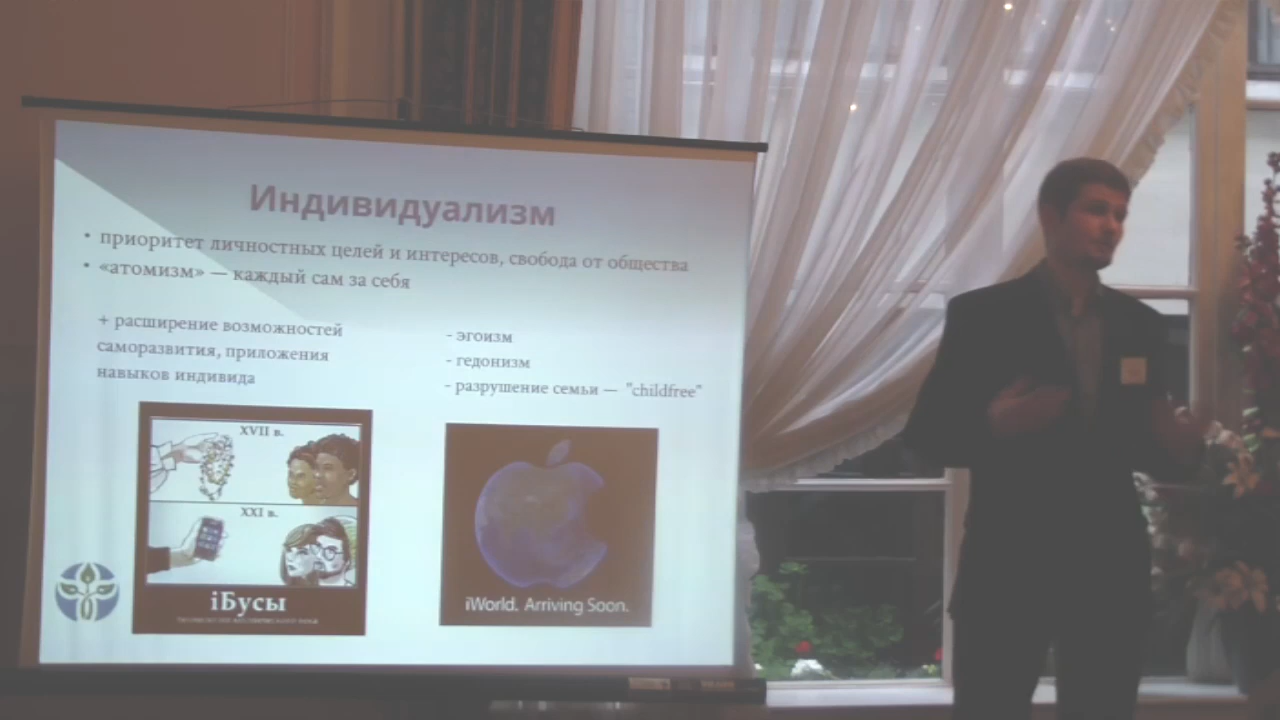 Индивидуализм
• приоритет личностных целей и интересов, свобода от общества
• «атомизм» — каждый сам за себя
+ расширение возможностей
саморазвития, приложения
навыков индивида
- эгоизм
- гедонизм
- разрушение семьи — "childfree"
XVII в.
XXI в.
iБусы
iWorld. Arriving Soon.